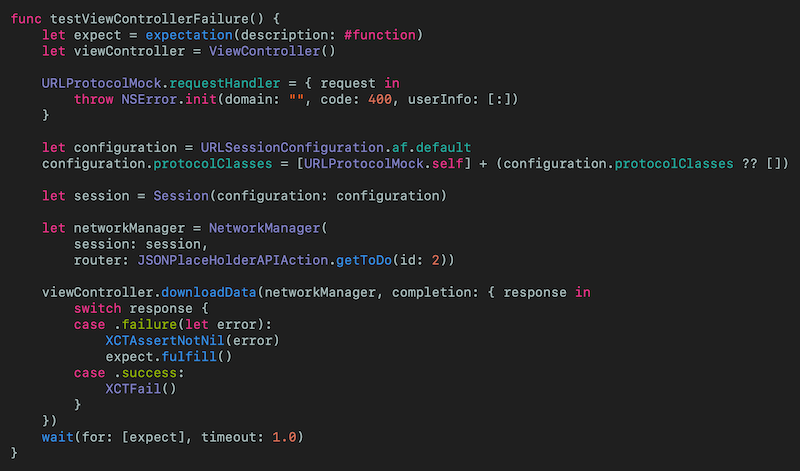 func testViewControllerFailure() {
    let expect = expectation(description: #function)
    let viewController = ViewController()

    URLProtocolMock.requestHandler = { request in
        throw NSError.init(domain: "", code: 400, userInfo: [:])
    }

    let configuration = URLSessionConfiguration.af.default
    configuration.protocolClasses = [URLProtocolMock.self] + (configuration.protocolClasses ?? [])

    let session = Session(configuration: configuration)

    let networkManager = NetworkManager(
        session: session,
        router: JSONPlaceHolderAPIAction.getToDo(id: 2))

    viewController.downloadData(networkManager, completion: { response in
        switch response {
        case .failure(let error):
            XCTAssertNotNil(error)
            expect.fulfill()
        case .success:
            XCTFail()
        }
    })
    wait(for: [expect], timeout: 1.0)
}